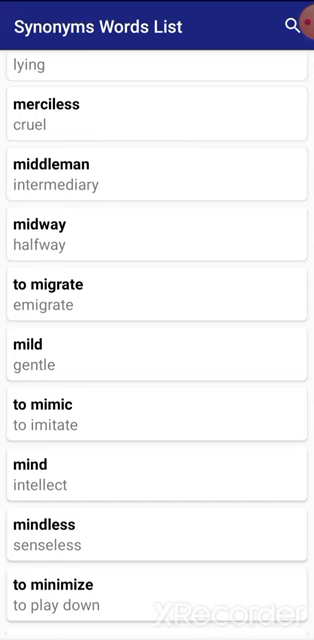 Synonyms Words List
lying
merciless
cruel
middleman
intermediary
midway
halfway
to migrate
emigrate
mild
gentle
to mimic
to imitate
mind
intellect
mindless
senseless
to minimize
to play down
XRecorder